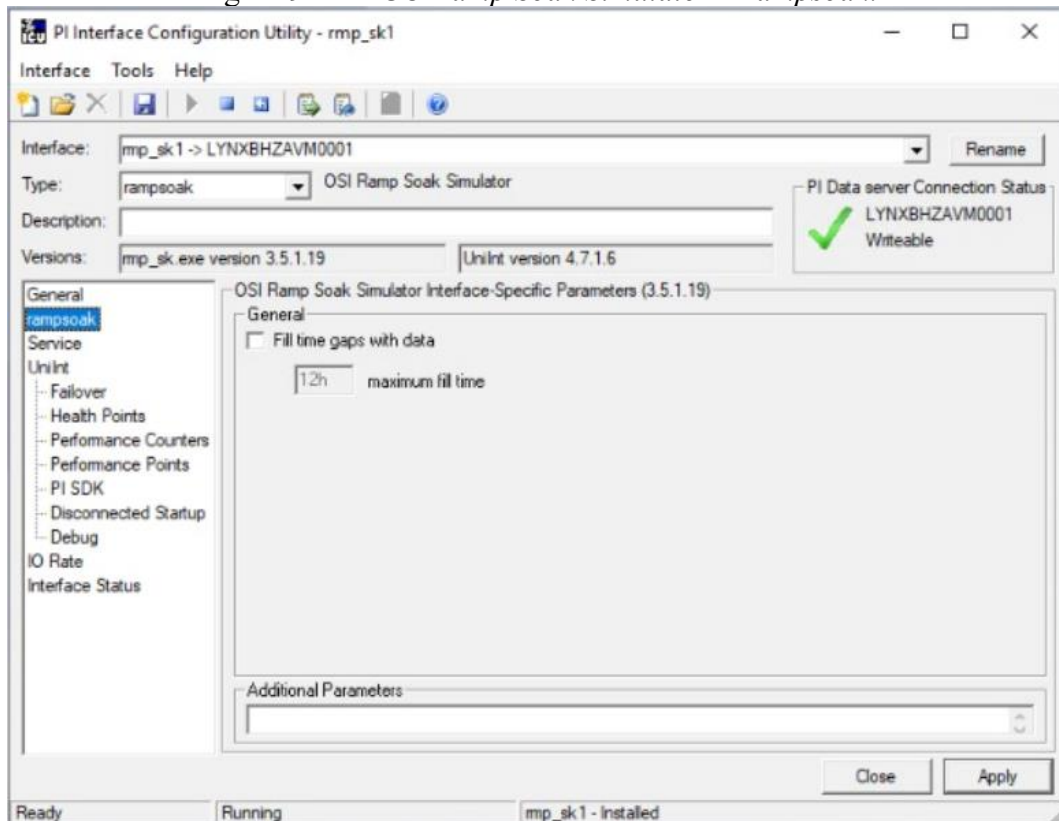 PI Interface Configuration Utility - rmp_sk1
Interface Tools Help
Interface: rmp_sk1 -> LYNXBHZAVM0001 Rename
Type: rampsoak OSI Ramp Soak Simulator
PI Data server Connection Status
LYNXBHZAVM0001
Writeable
Description:
Versions: rmp_sk.exe version 3.5.1.19 UniInt version 4.7.1.6
General
rampsoak
Service
UniInt
Failover
Health Points
Performance Counters
Performance Points
PI SDK
Disconnected Startup
Debug
IO Rate
Interface Status
OSI Ramp Soak Simulator Interface-Specific Parameters (3.5.1.19)
General
Fill time gaps with data
12h maximum fill time
Additional Parameters
Close Apply
Ready Running rmp_sk1 - Installed